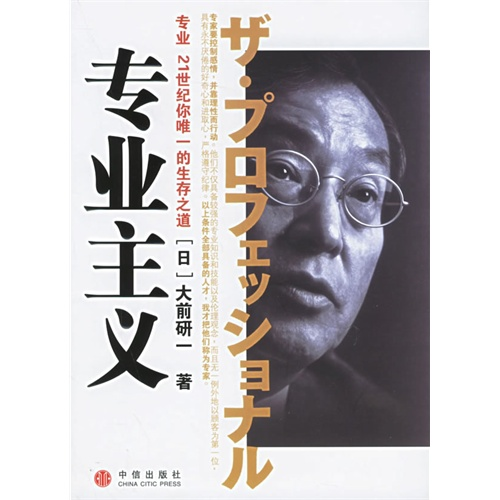 ザ・プロフェッショナル
专家要控制感情，并靠理性而行动。他们不仅具备较强的专业知识和技能以及伦理观念，而且无一例外地以顾客为第一位，
具有永不厌倦的好奇心和进取心，严格遵守纪律。以上条件全部具备的人才，我才把他们称为专家。
专业 21世纪你唯一的生存之道
[日]大前研一 著
专业主义
中信出版社
CHINA CITIC PRESS